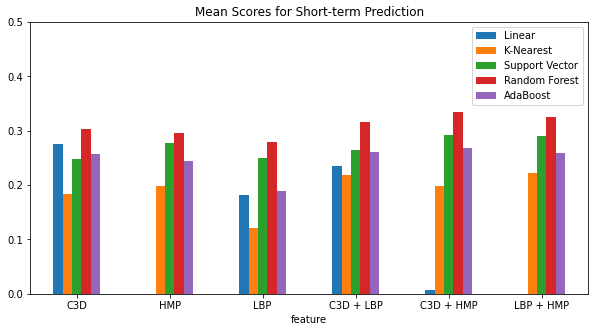 Mean Scores for Short-term Prediction
0.5
0.4
0.3
0.2
0.1
0.0
Linear
K-Nearest
Support Vector
Random Forest
AdaBoost
C3D HMP LBP C3D + LBP C3D + HMP LBP + HMP
feature